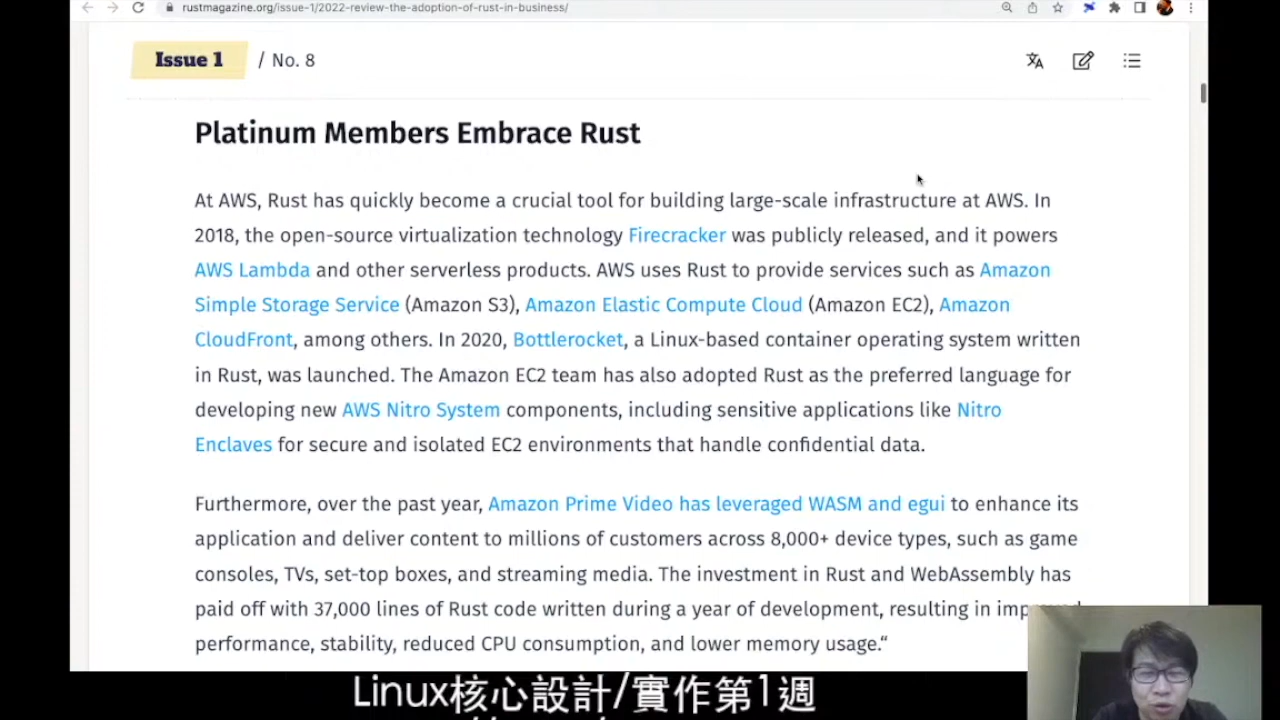 rustmagazine.org/issue-1/2022-review-the-adoption-of-rust-in-business/
Issue 1 / No. 8
Platinum Members Embrace Rust
At AWS, Rust has quickly become a crucial tool for building large-scale infrastructure at AWS. In
2018, the open-source virtualization technology Firecracker was publicly released, and it powers
AWS Lambda and other serverless products. AWS uses Rust to provide services such as Amazon
Simple Storage Service (Amazon S3), Amazon Elastic Compute Cloud (Amazon EC2), Amazon
CloudFront, among others. In 2020, Bottlerocket, a Linux-based container operating system written
in Rust, was launched. The Amazon EC2 team has also adopted Rust as the preferred language for
developing new AWS Nitro System components, including sensitive applications like Nitro
Enclaves for secure and isolated EC2 environments that handle confidential data.
Furthermore, over the past year, Amazon Prime Video has leveraged WASM and egui to enhance its
application and deliver content to millions of customers across 8,000+ device types, such as game
consoles, TVs, set-top boxes, and streaming media. The investment in Rust and WebAssembly has
paid off with 37,000 lines of Rust code written during a year of development, resulting in
performance, stability, reduced CPU consumption, and lower memory usage.“
Linux核心設計/實作第1週